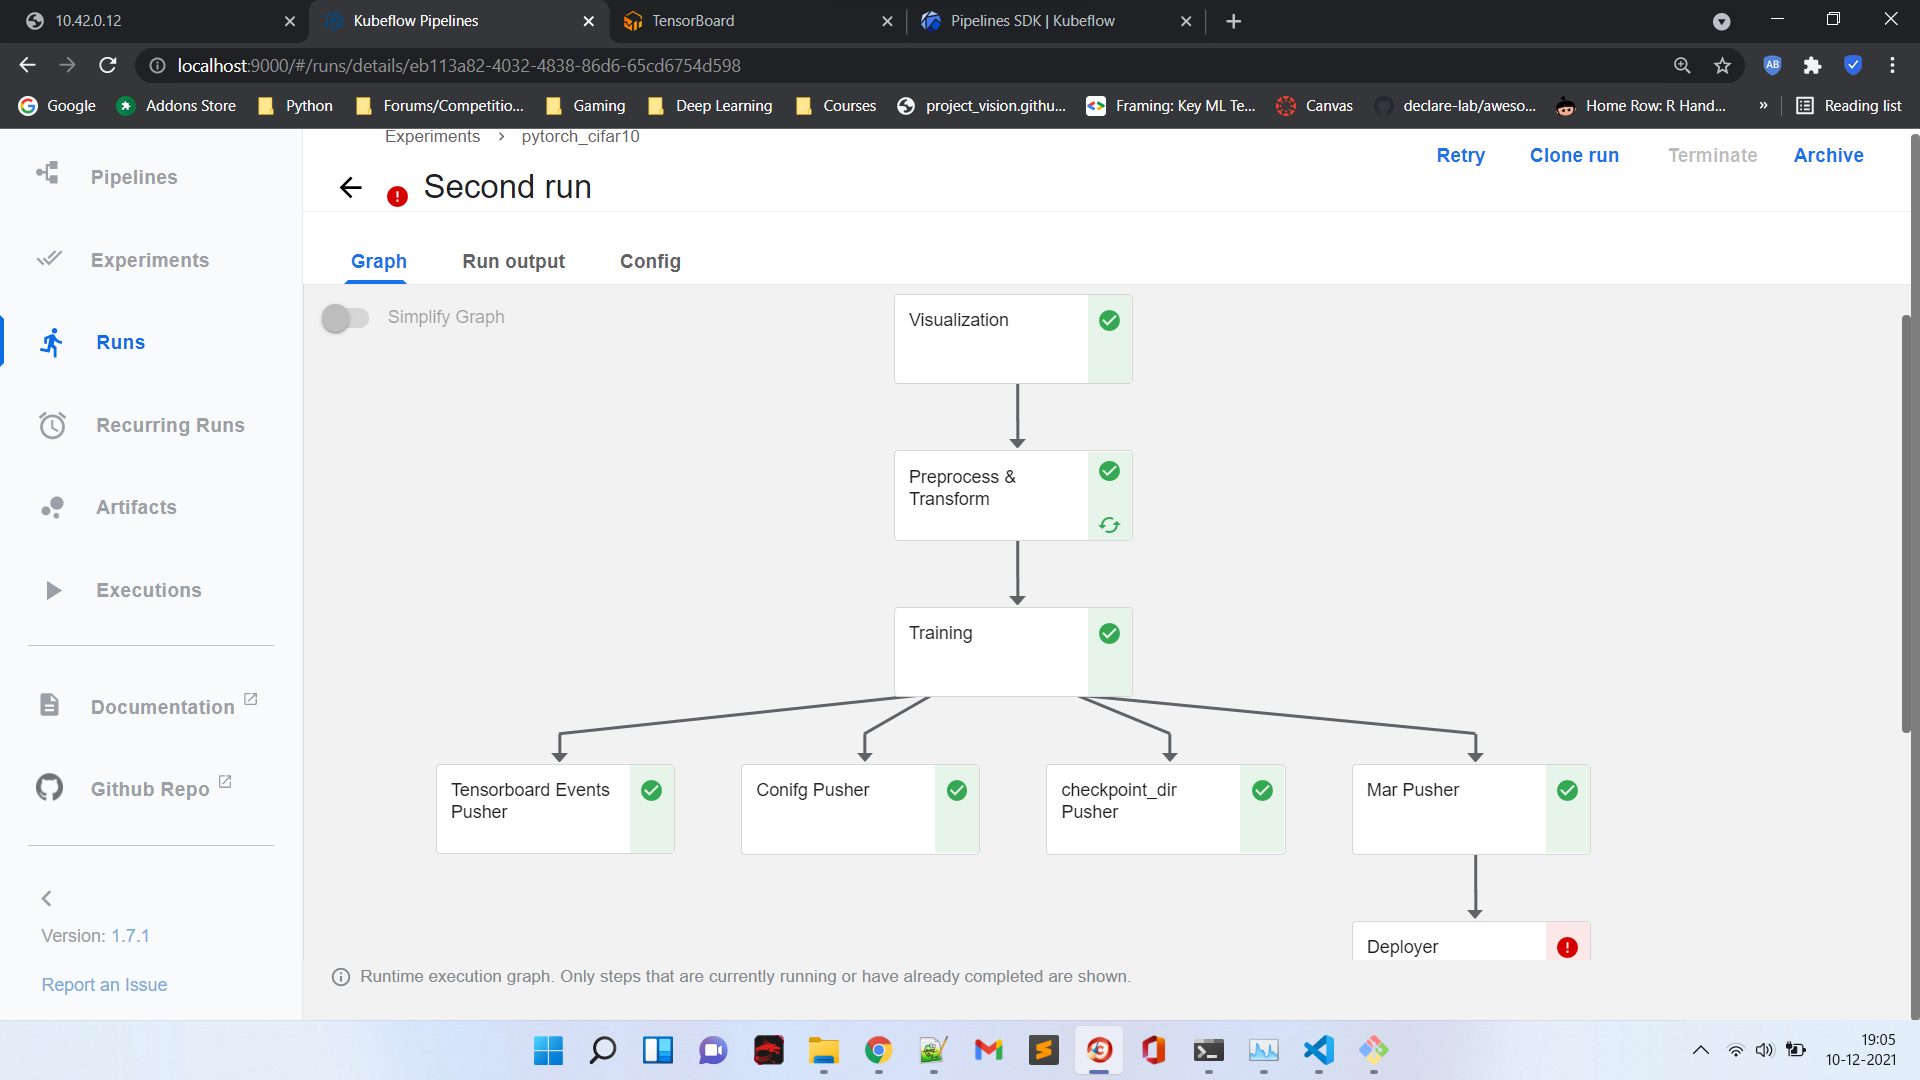 10.42.0.12
Kubeflow Pipelines
TensorBoard
Pipelines SDK | Kubeflow
localhost:9000/#/runs/details/eb113a82-4032-4838-86d6-65cd6754d598
AB
Google
Addons Store
Python
Forums/Competitio...
Gaming
Deep Learning
Courses
project_vision.githu...
Framing: Key ML Te...
Canvas
declare-lab/aweso...
Home Row: R Hand...
»
Reading list
Experiments > pytorch_cifar10
Retry
Clone run
Terminate
Archive
Second run
Pipelines
Experiments
Runs
Recurring Runs
Artifacts
Executions
Documentation
Github Repo
Version: 1.7.1
Report an Issue
Graph
Run output
Config
Simplify Graph
Visualization
Preprocess &
Transform
Training
Tensorboard Events
Pusher
Conifg Pusher
checkpoint_dir
Pusher
Mar Pusher
Deployer
Runtime execution graph. Only steps that are currently running or have already completed are shown.
19:05
10-12-2021